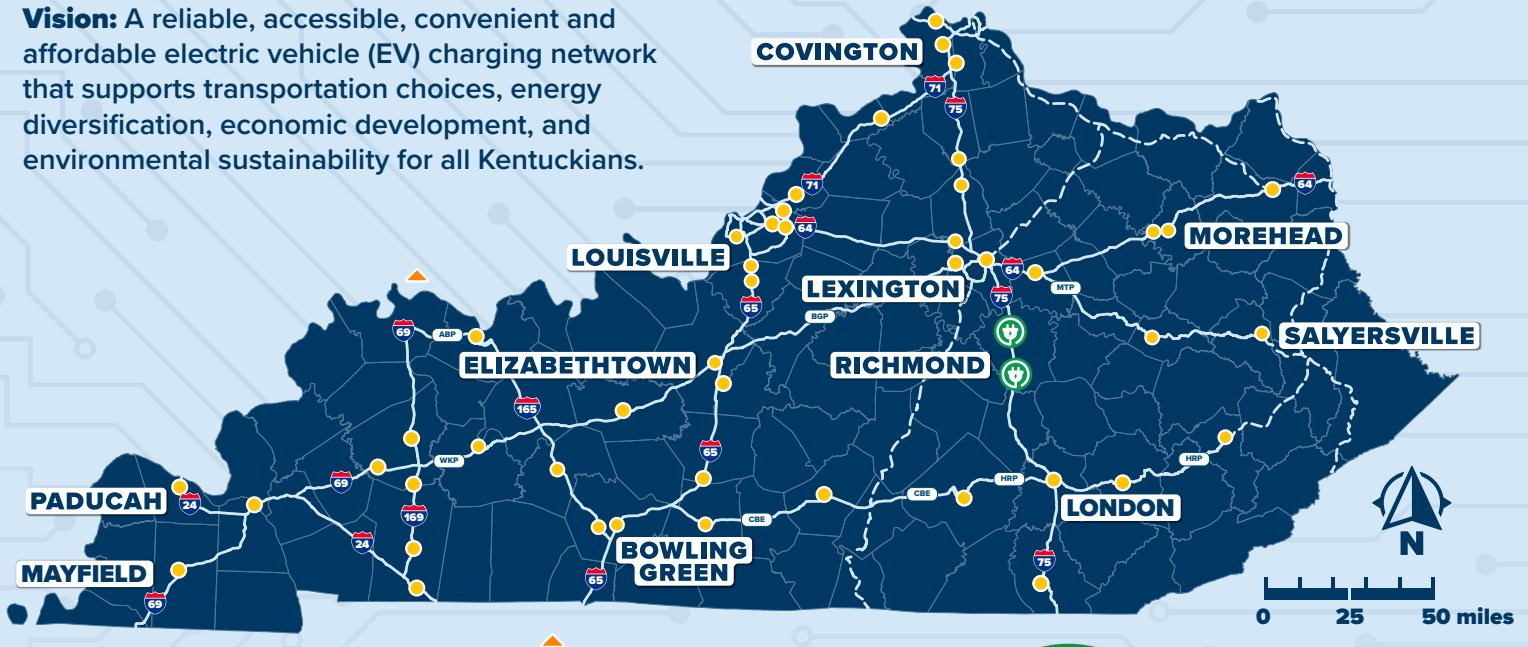 Vision: A reliable, accessible, convenient and
affordable electric vehicle (EV) charging network
that supports transportation choices, energy
diversification, economic development, and
environmental sustainability for all Kentuckians.
COVINGTON
71
75
71
64
64
MOREHEAD
LOUISVILLE
64
LEXINGTON
75
MTP
65
BGP
69
ABP
SALYERSVILLE
ELIZABETHTOWN
RICHMOND
165
65
WKP
HRP
69
HRP
CBE
PADUCAH
24
LONDON
169
CBE
24
BOWLING
GREEN
75
N
MAYFIELD
65
69
0 25 50 miles